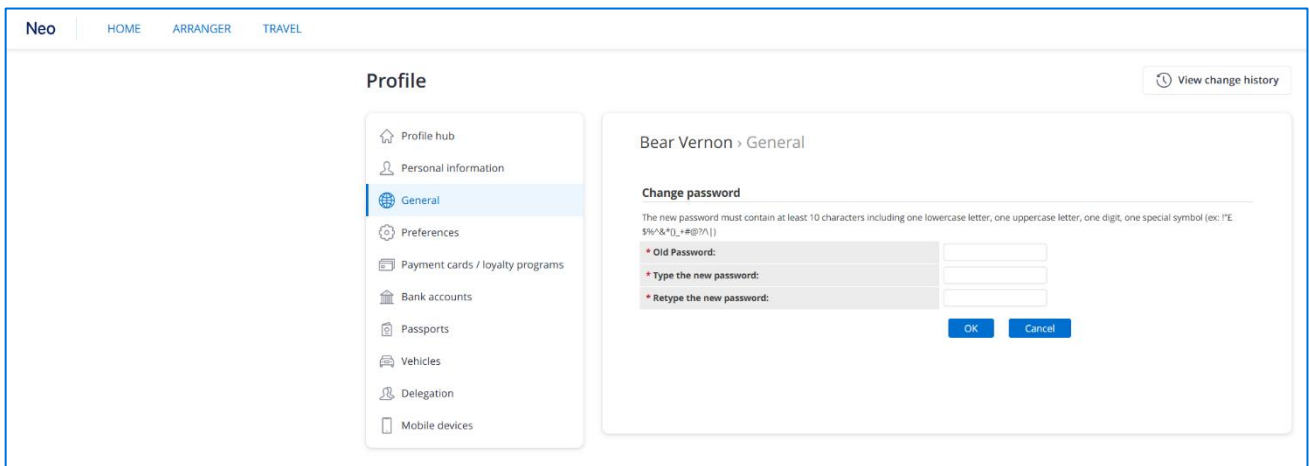 Neo HOME ARRANGER TRAVEL
Profile
View change history
Profile hub
Personal information
General
Preferences
Payment cards / loyalty programs
Bank accounts
Passports
Vehicles
Delegation
Mobile devices
Bear Vernon › General
Change password
The new password must contain at least 10 characters including one lowercase letter, one uppercase letter, one digit, one special symbol (ex: !"£
$%^&*()_+#@?/\|)
* Old Password:
* Type the new password:
* Retype the new password:
OK Cancel